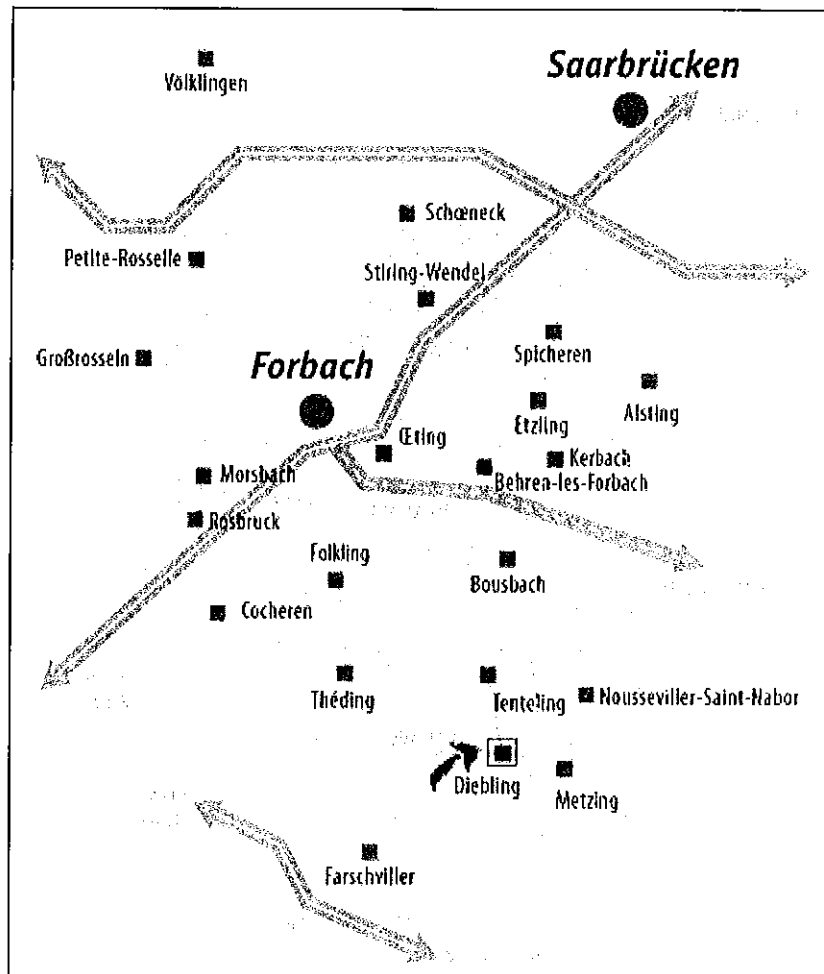 Saarbrücken
Völklingen
Schœneck
Petite-Rosselle
Stiring-Wendel
Spicheren
Großrosseln
Forbach
Alsting
Etzling
Œting
Kerbach
Morsbach
Behren-les-Forbach
Rosbruck
Folkling
Bousbach
Cocheren
Théding
Tenteling
Nousseviller-Saint-Nabor
Diebling
Metzing
Farschviller